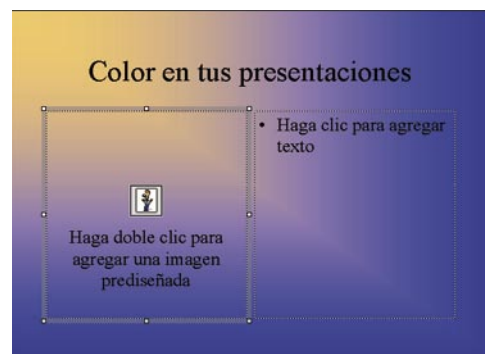 Color en tus presentaciones
• Haga clic para agregar
texto
Haga doble clic para
agregar una imagen
prediseñada